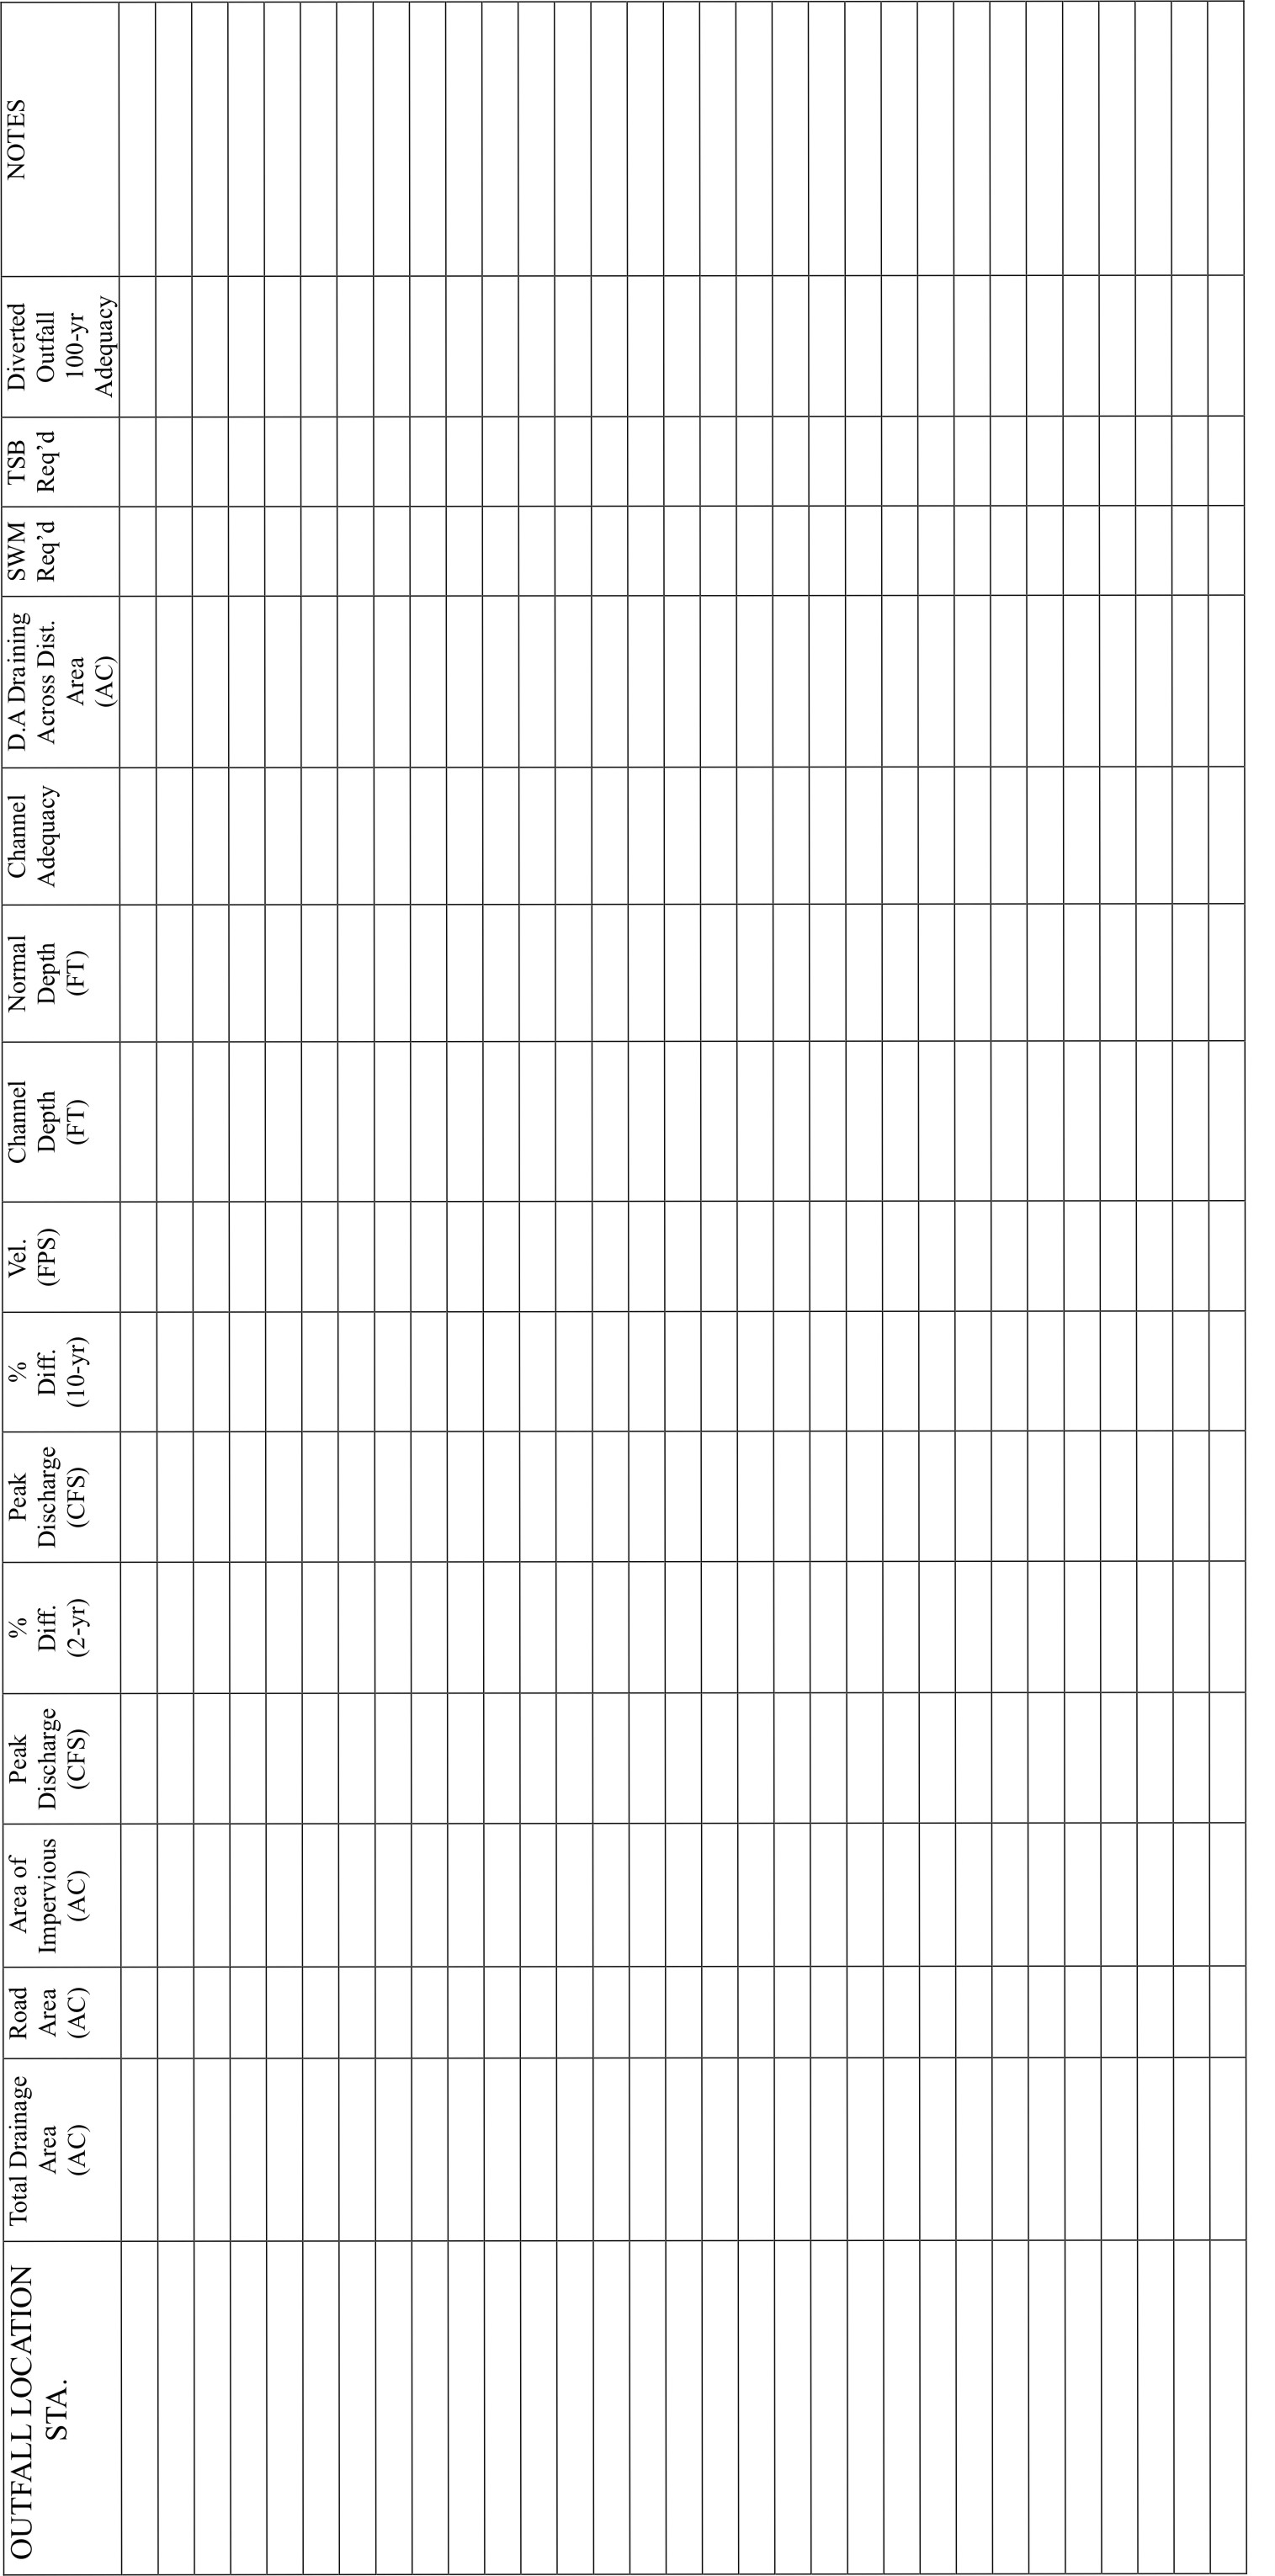 OUTFALL LOCATION
STA.
Total Drainage
Area
(AC)
Road
Area
(AC)
Area of
Impervious
(AC)
Peak
Discharge
(CFS)
%
Diff.
(2-yr)
Peak
Discharge
(CFS)
%
Diff.
(10-yr)
Vel.
(FPS)
Channel
Depth
(FT)
Normal
Depth
(FT)
Channel
Adequacy
D.A Draining
Across Dist.
Area
(AC)
SWM
Req’d
TSB
Req’d
Diverted
Outfall
100-yr
Adequacy
NOTES